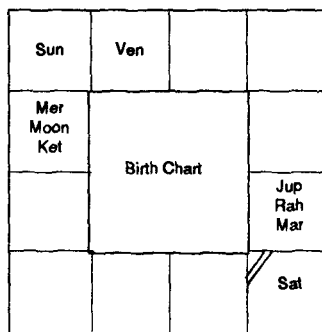 Sun
Ven
Mer
Moon
Ket
Birth Chart
Jup
Rah
Mar
Sat